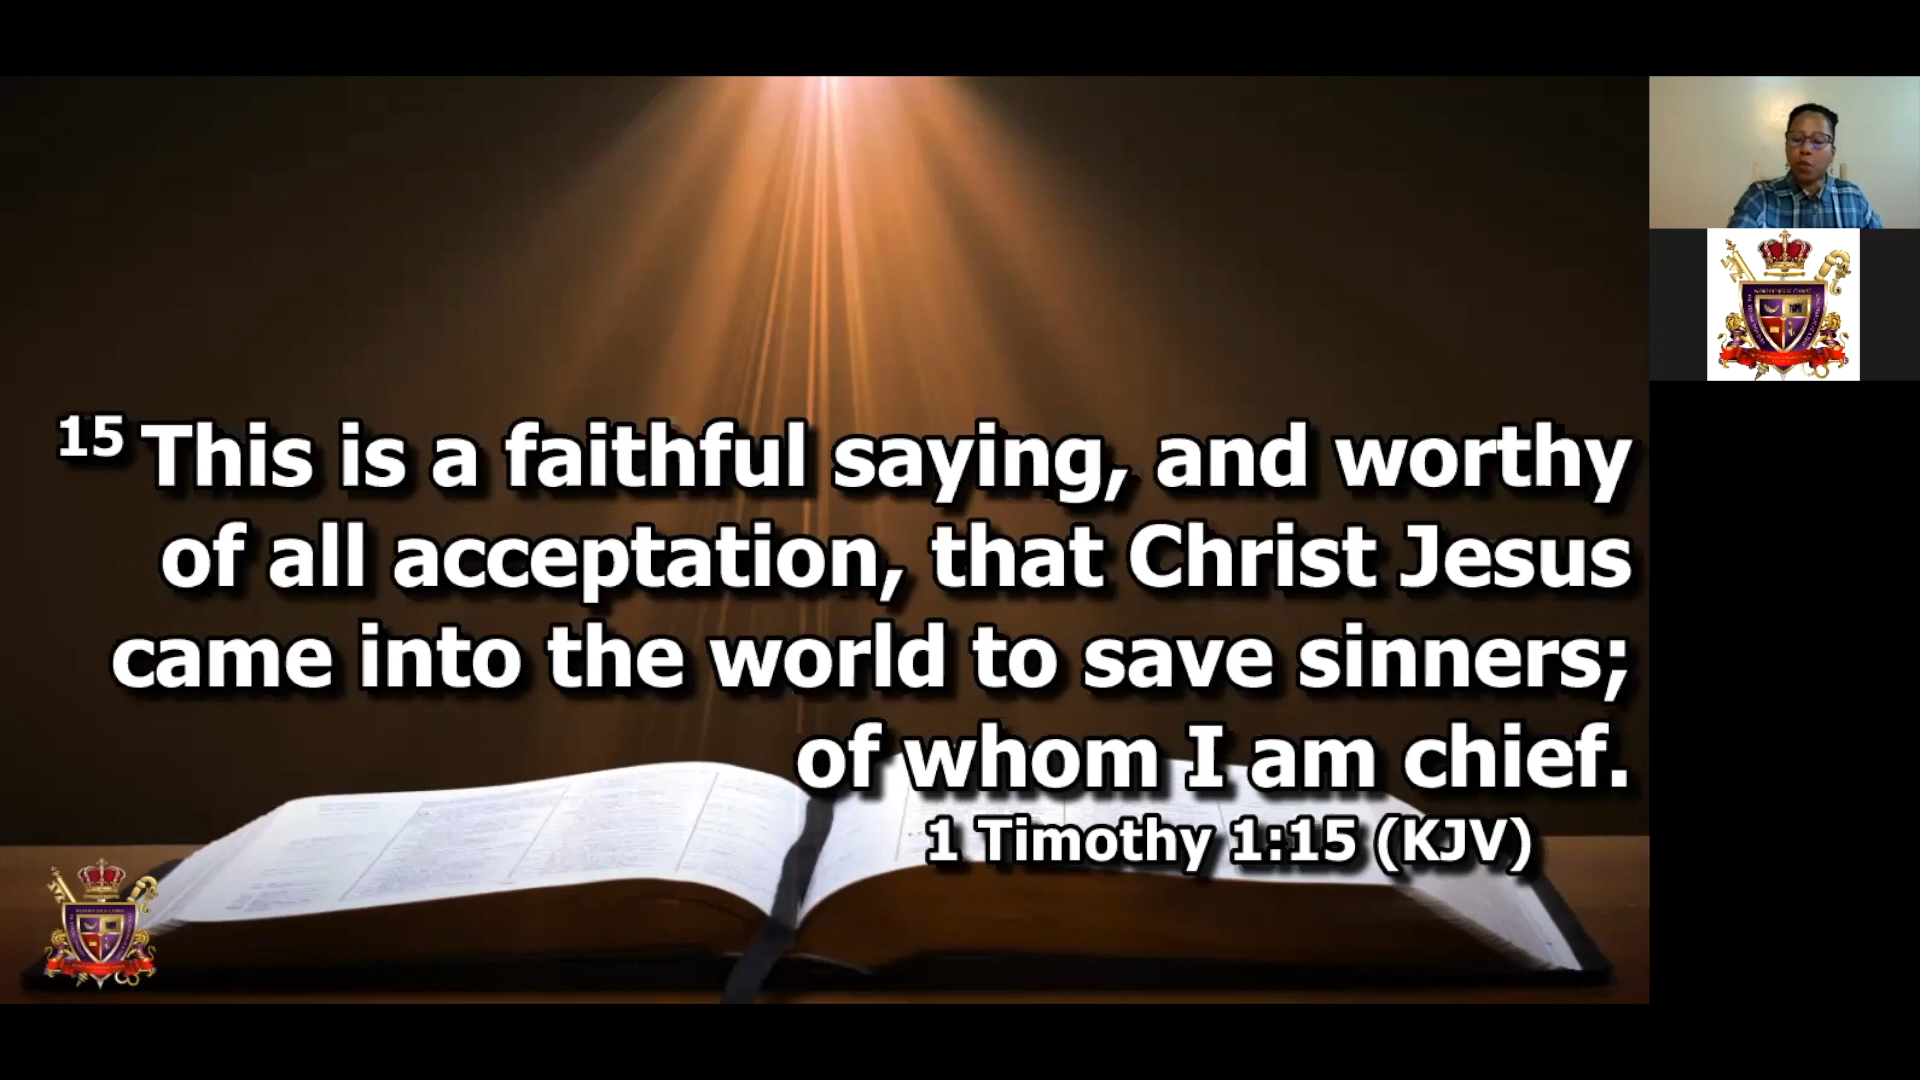 15 This is a faithful saying, and worthy
of all acceptation, that Christ Jesus
came into the world to save sinners;
of whom I am chief.
1 Timothy 1:15 (KJV)